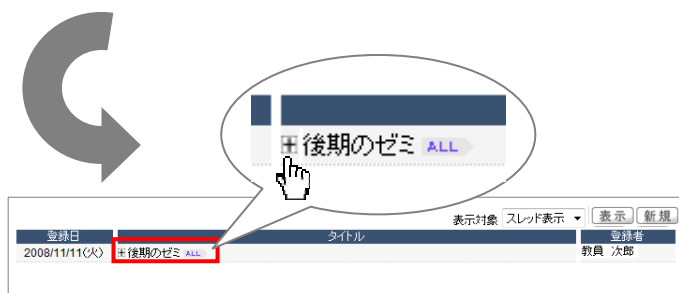 後期のゼミ ALL
表示対象 スレッド表示 表示 新規
登録日 タイトル 登録者
2008/11/11(火) 後期のゼミ ALL 教員 次郎